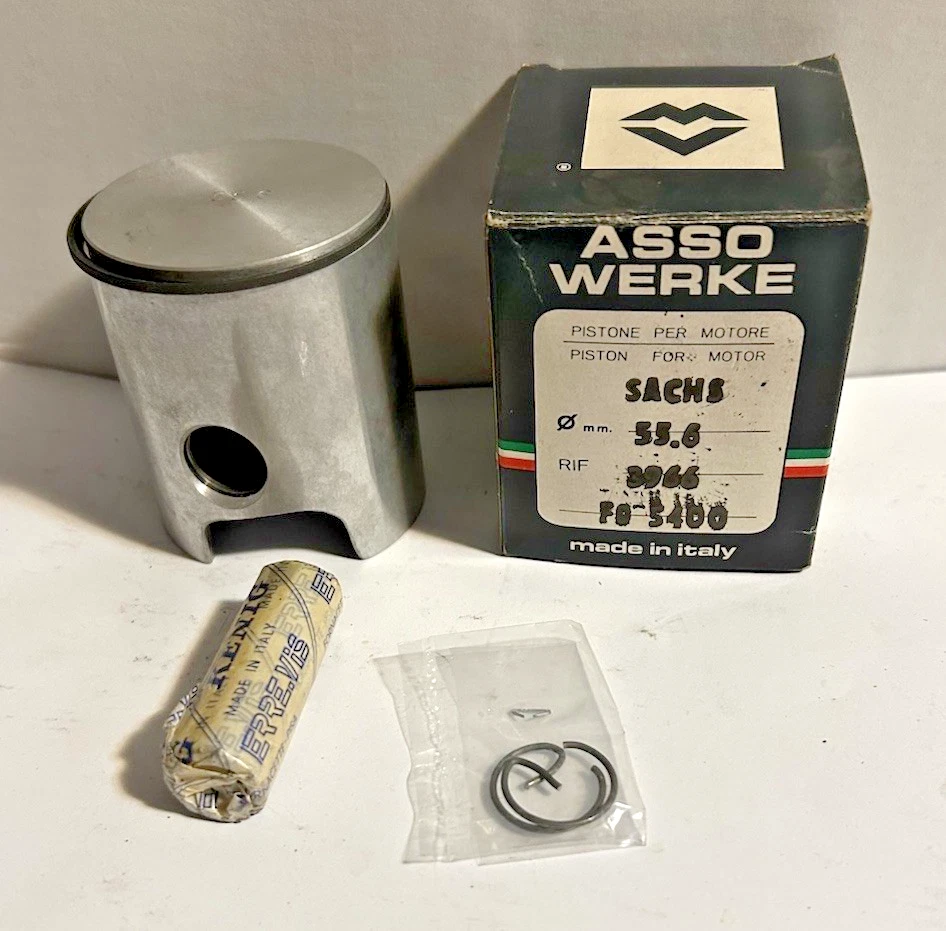 ®
ASSO
WERKE
PISTONE PER MOTORE
PISTON FOR MOTOR
SACHS
Ø mm. 55.6
RIF 3966
F8-5400
made in italy
KENIG
MADE IN ITALY
ERRE.VIS